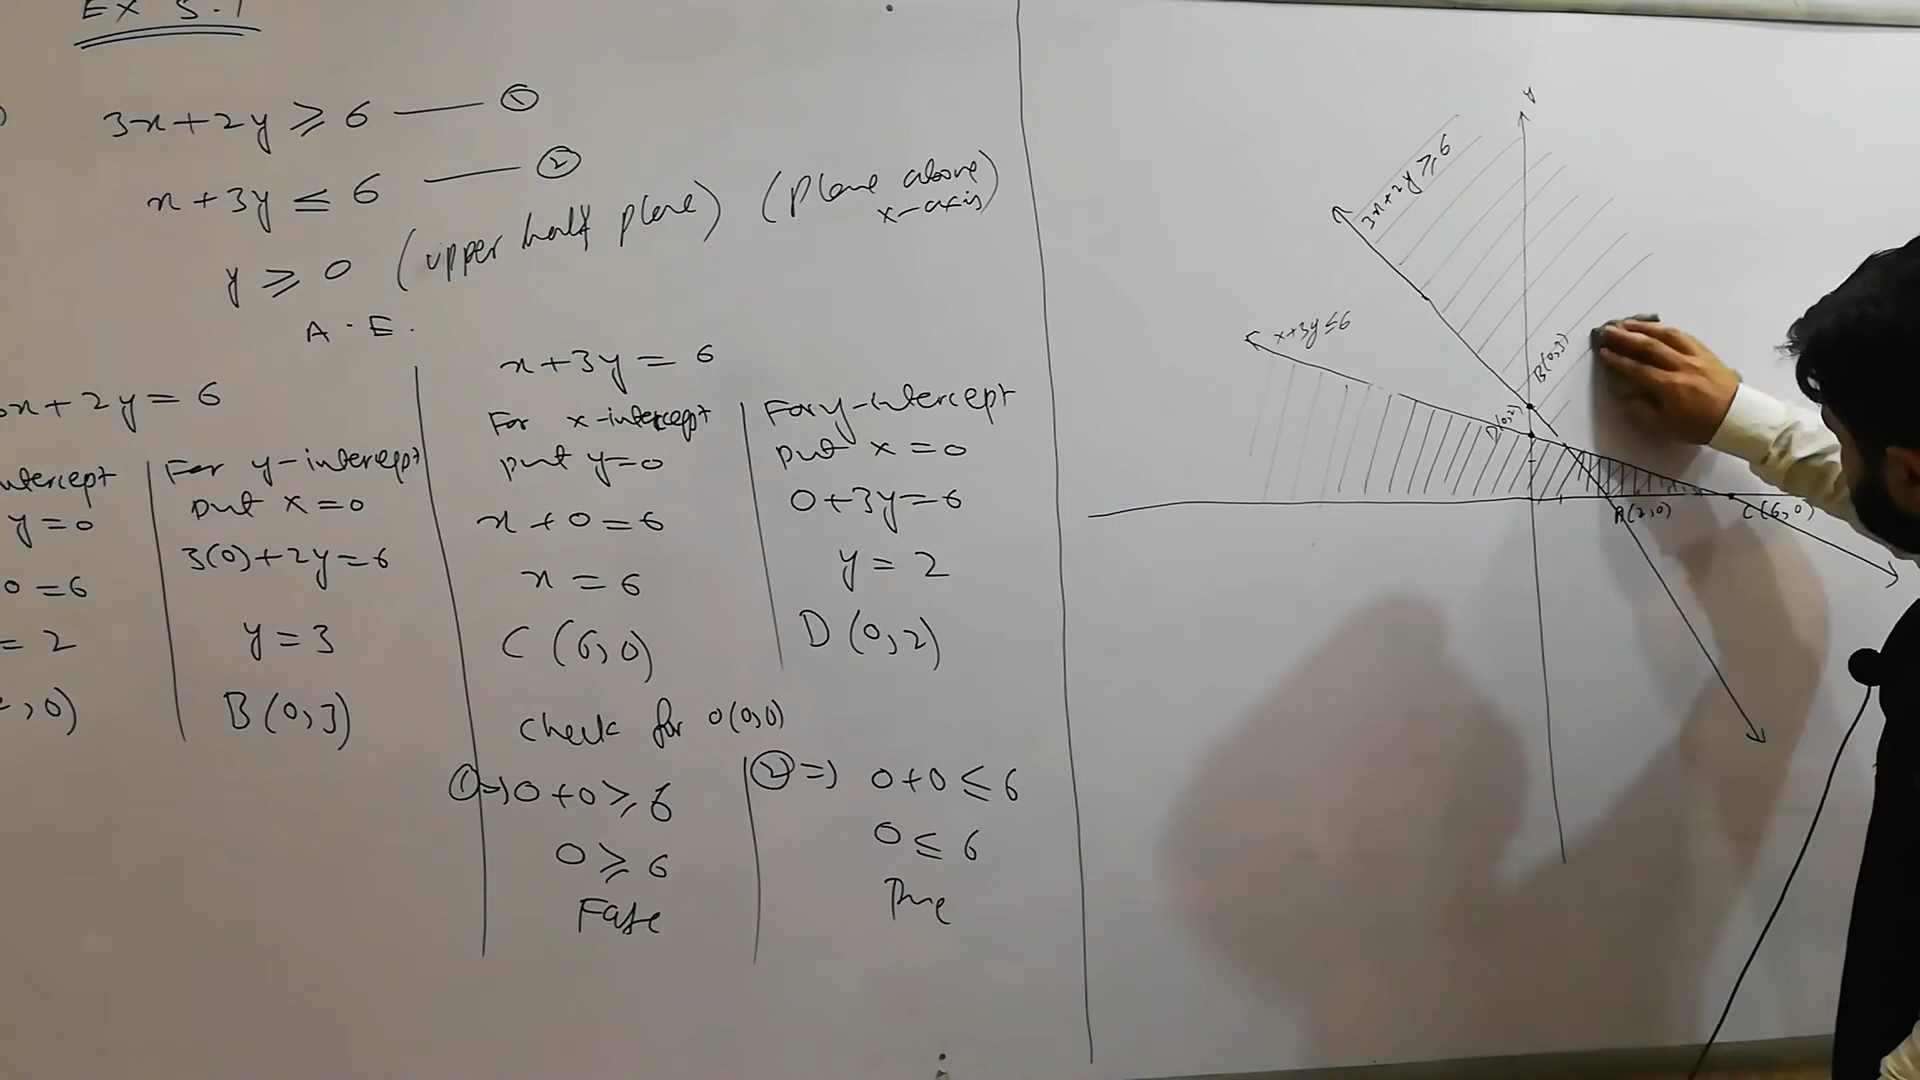 EX 5.1
3x+2y ⩾ 6 —— ①
x+3y ≤ 6 —— ②
y ⩾ 0 (upper half plane) (plane above x-axis)
A.E.
x+2y = 6
intercept
y=0
0 = 6
= 2
,0)
For y-intercept
put x=0
3(0)+2y=6
y=3
B(0,3)
x+3y = 6
For x-intercept
put y=0
x+0=6
x = 6
C (6,0)
For y-intercept
put x=0
0+3y=6
y = 2
D (0,2)
check for O(0,0)
①=> 0+0 ⩾ 6
0 ⩾ 6
False
②=> 0+0 ≤ 6
0 ≤ 6
True
y
3x+2y ⩾ 6
x+3y ≤ 6
B(0,3)
D(0,2)
A(2,0)
C(6,0)